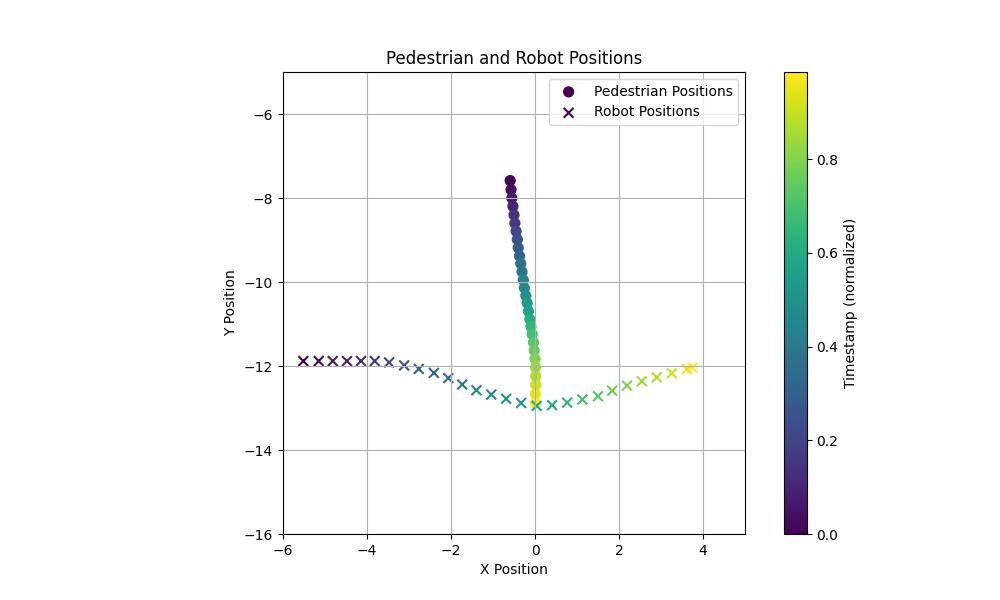 Pedestrian and Robot Positions
Pedestrian Positions
Robot Positions
Y Position
−6
−8
−10
−12
−14
−16
−6
−4
−2
0
2
4
X Position
0.8
0.6
0.4
0.2
0.0
Timestamp (normalized)